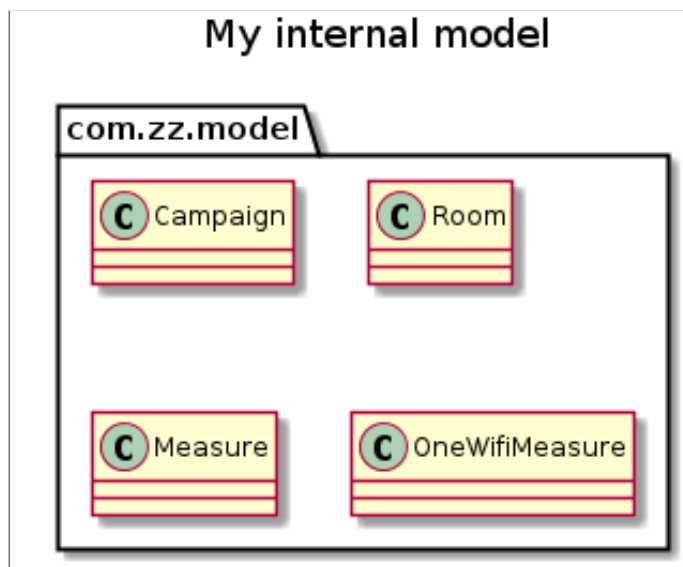 My internal model
com.zz.model
C Campaign
C Room
C Measure
C OneWifiMeasure